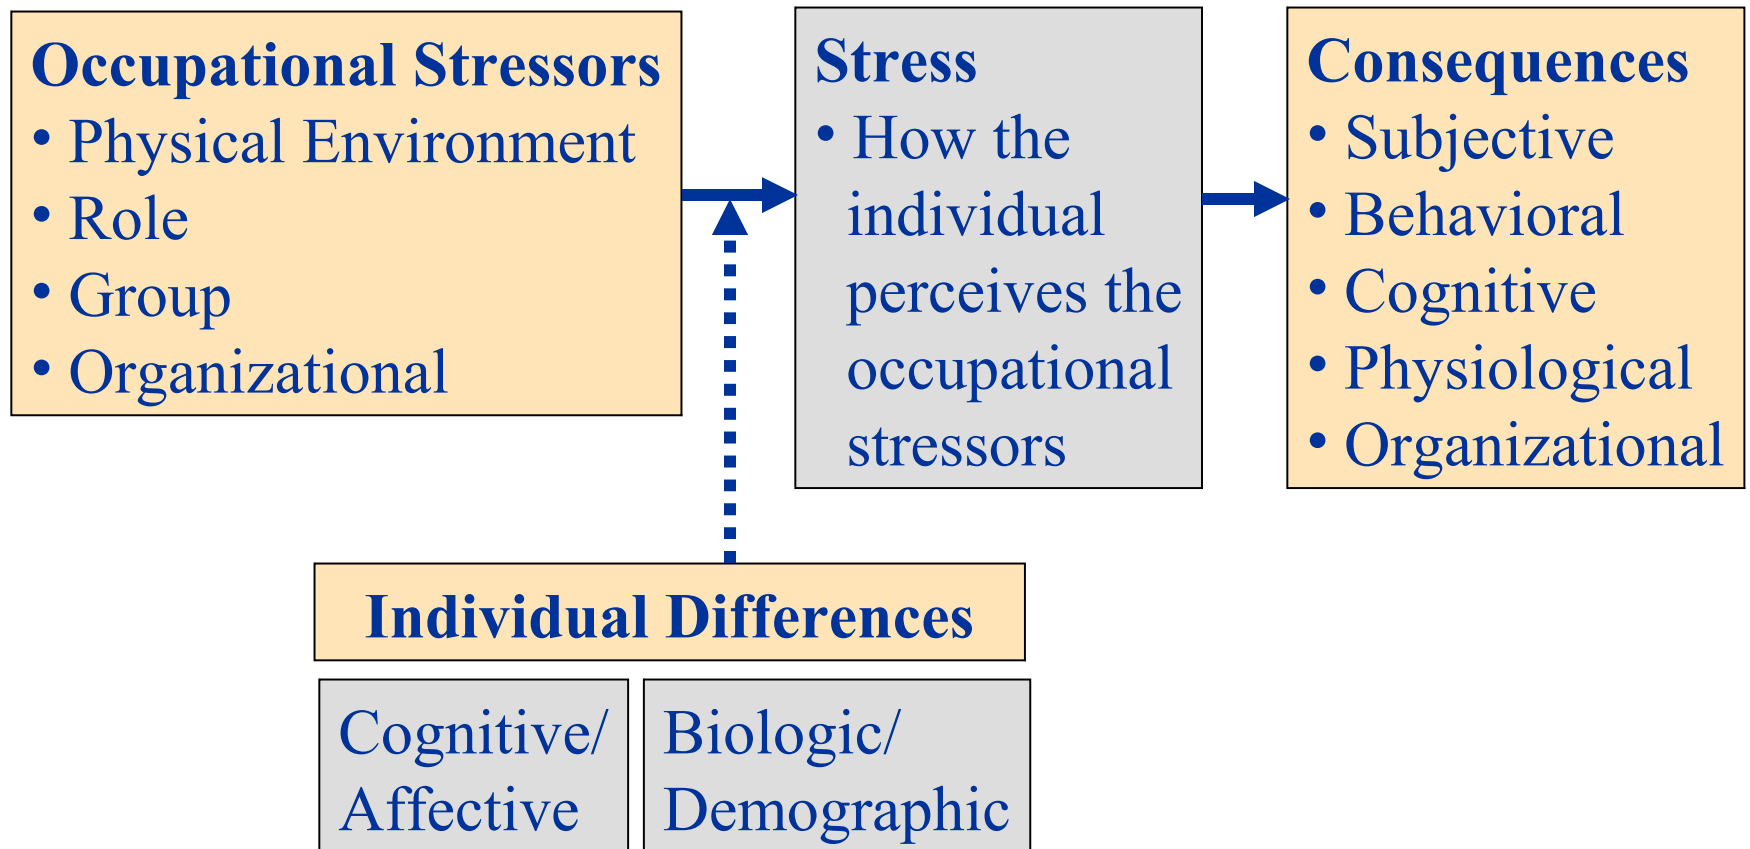 Occupational Stressors
• Physical Environment
• Role
• Group
• Organizational
Stress
• How the
individual
perceives the
occupational
stressors
Consequences
• Subjective
• Behavioral
• Cognitive
• Physiological
• Organizational
Individual Differences
Cognitive/
Affective
Biologic/
Demographic